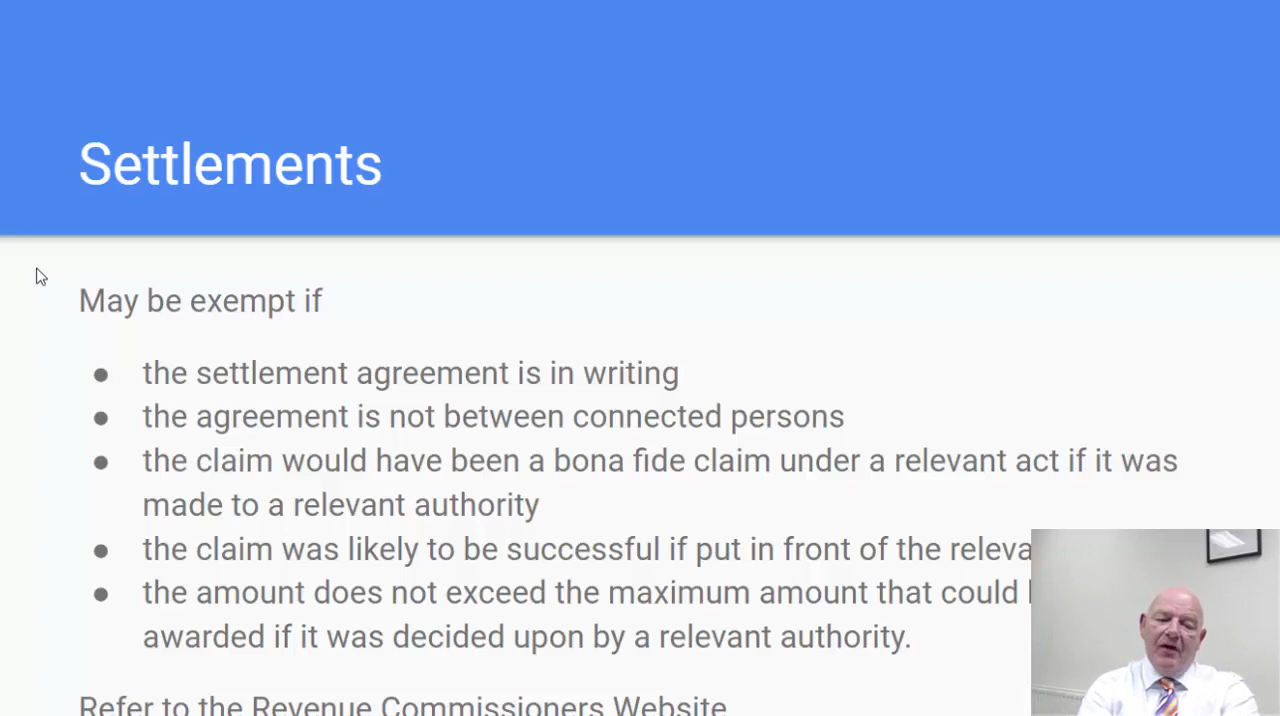 Settlements
May be exempt if
● the settlement agreement is in writing
● the agreement is not between connected persons
● the claim would have been a bona fide claim under a relevant act if it was
made to a relevant authority
● the claim was likely to be successful if put in front of the
● the amount does not exceed the maximum amount that could
awarded if it was decided upon by a relevant authority.
Refer to the Revenue Commissioners Website